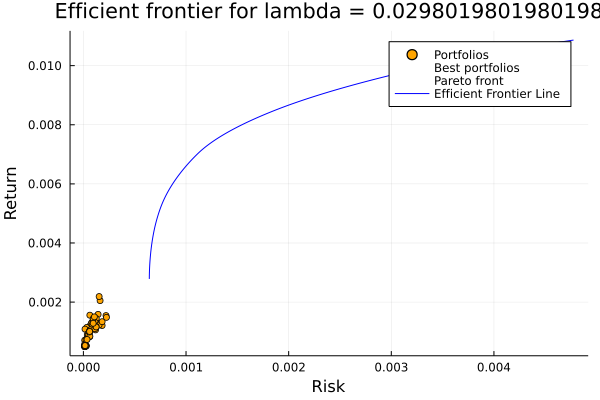 Efficient frontier for lambda = 0.0298019801980198
0.010
0.008
0.006
0.004
0.002
Return
Portfolios
Best portfolios
Pareto front
Efficient Frontier Line
0.000
0.001
0.002
0.003
0.004
Risk